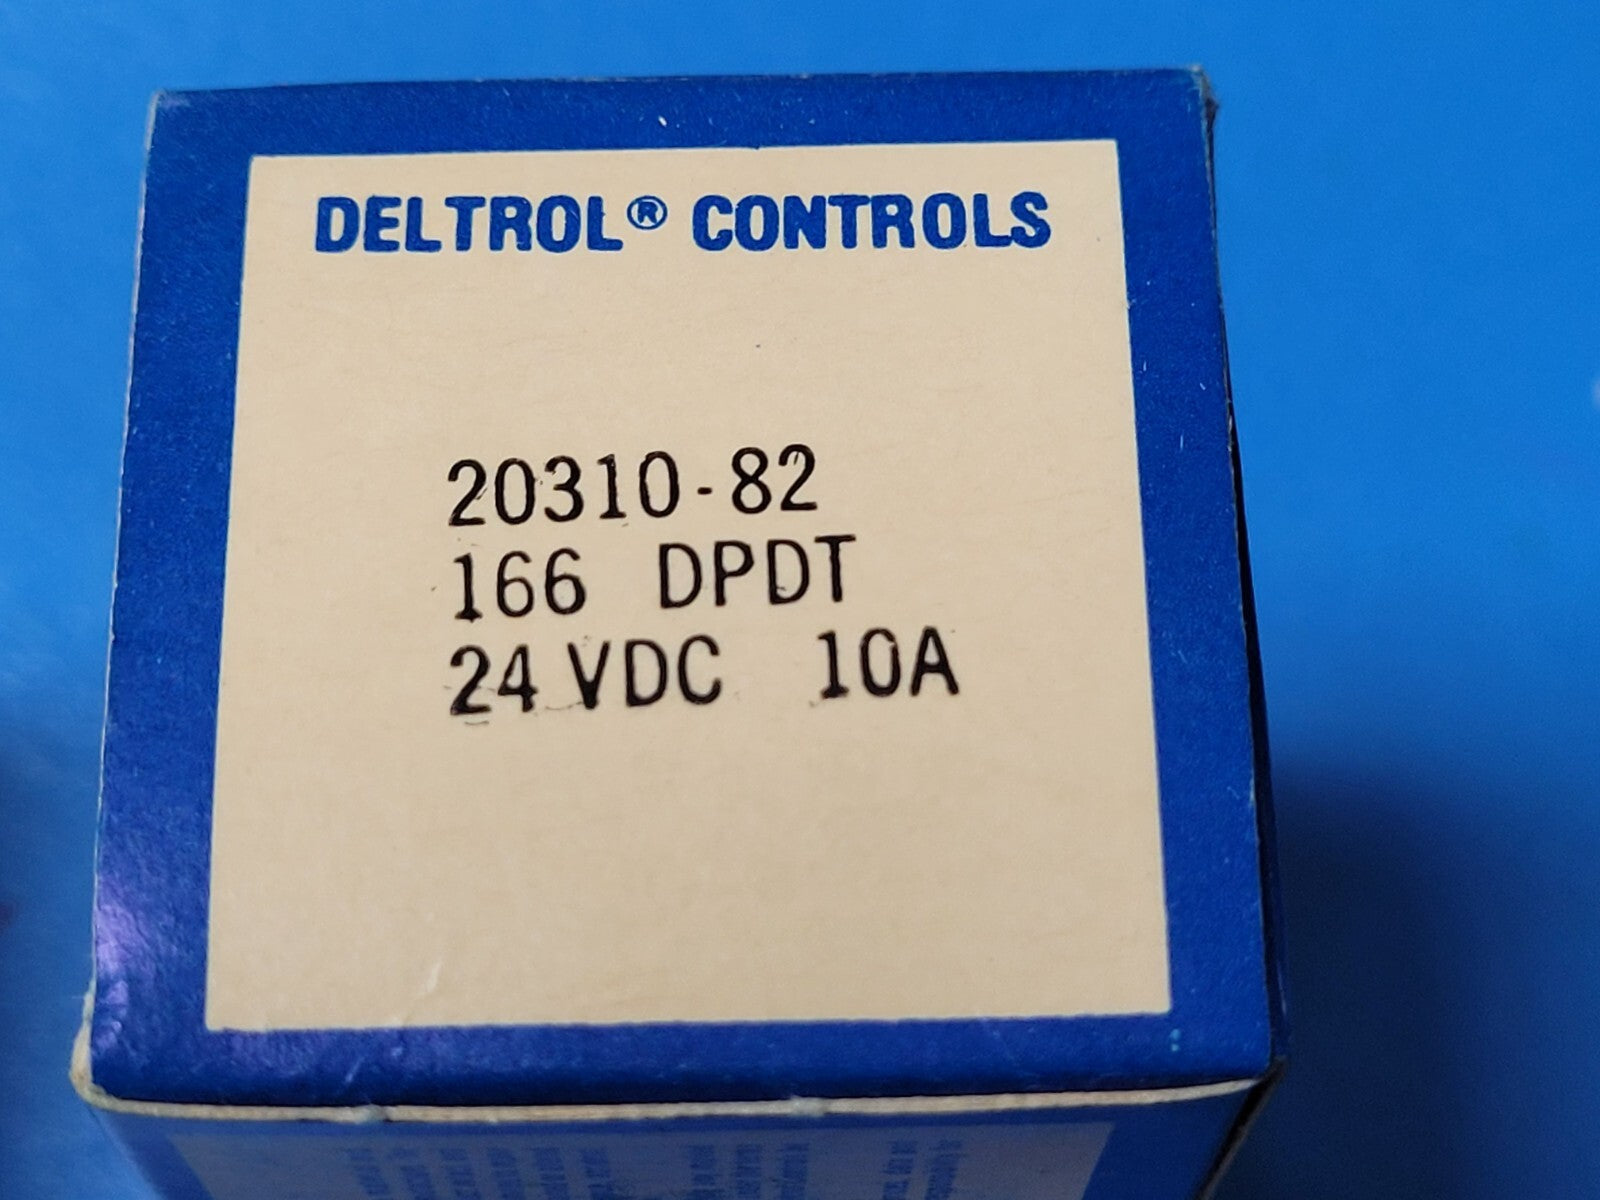 DELTROL® CONTROLS
20310-82
166 DPDT
24 VDC 10A